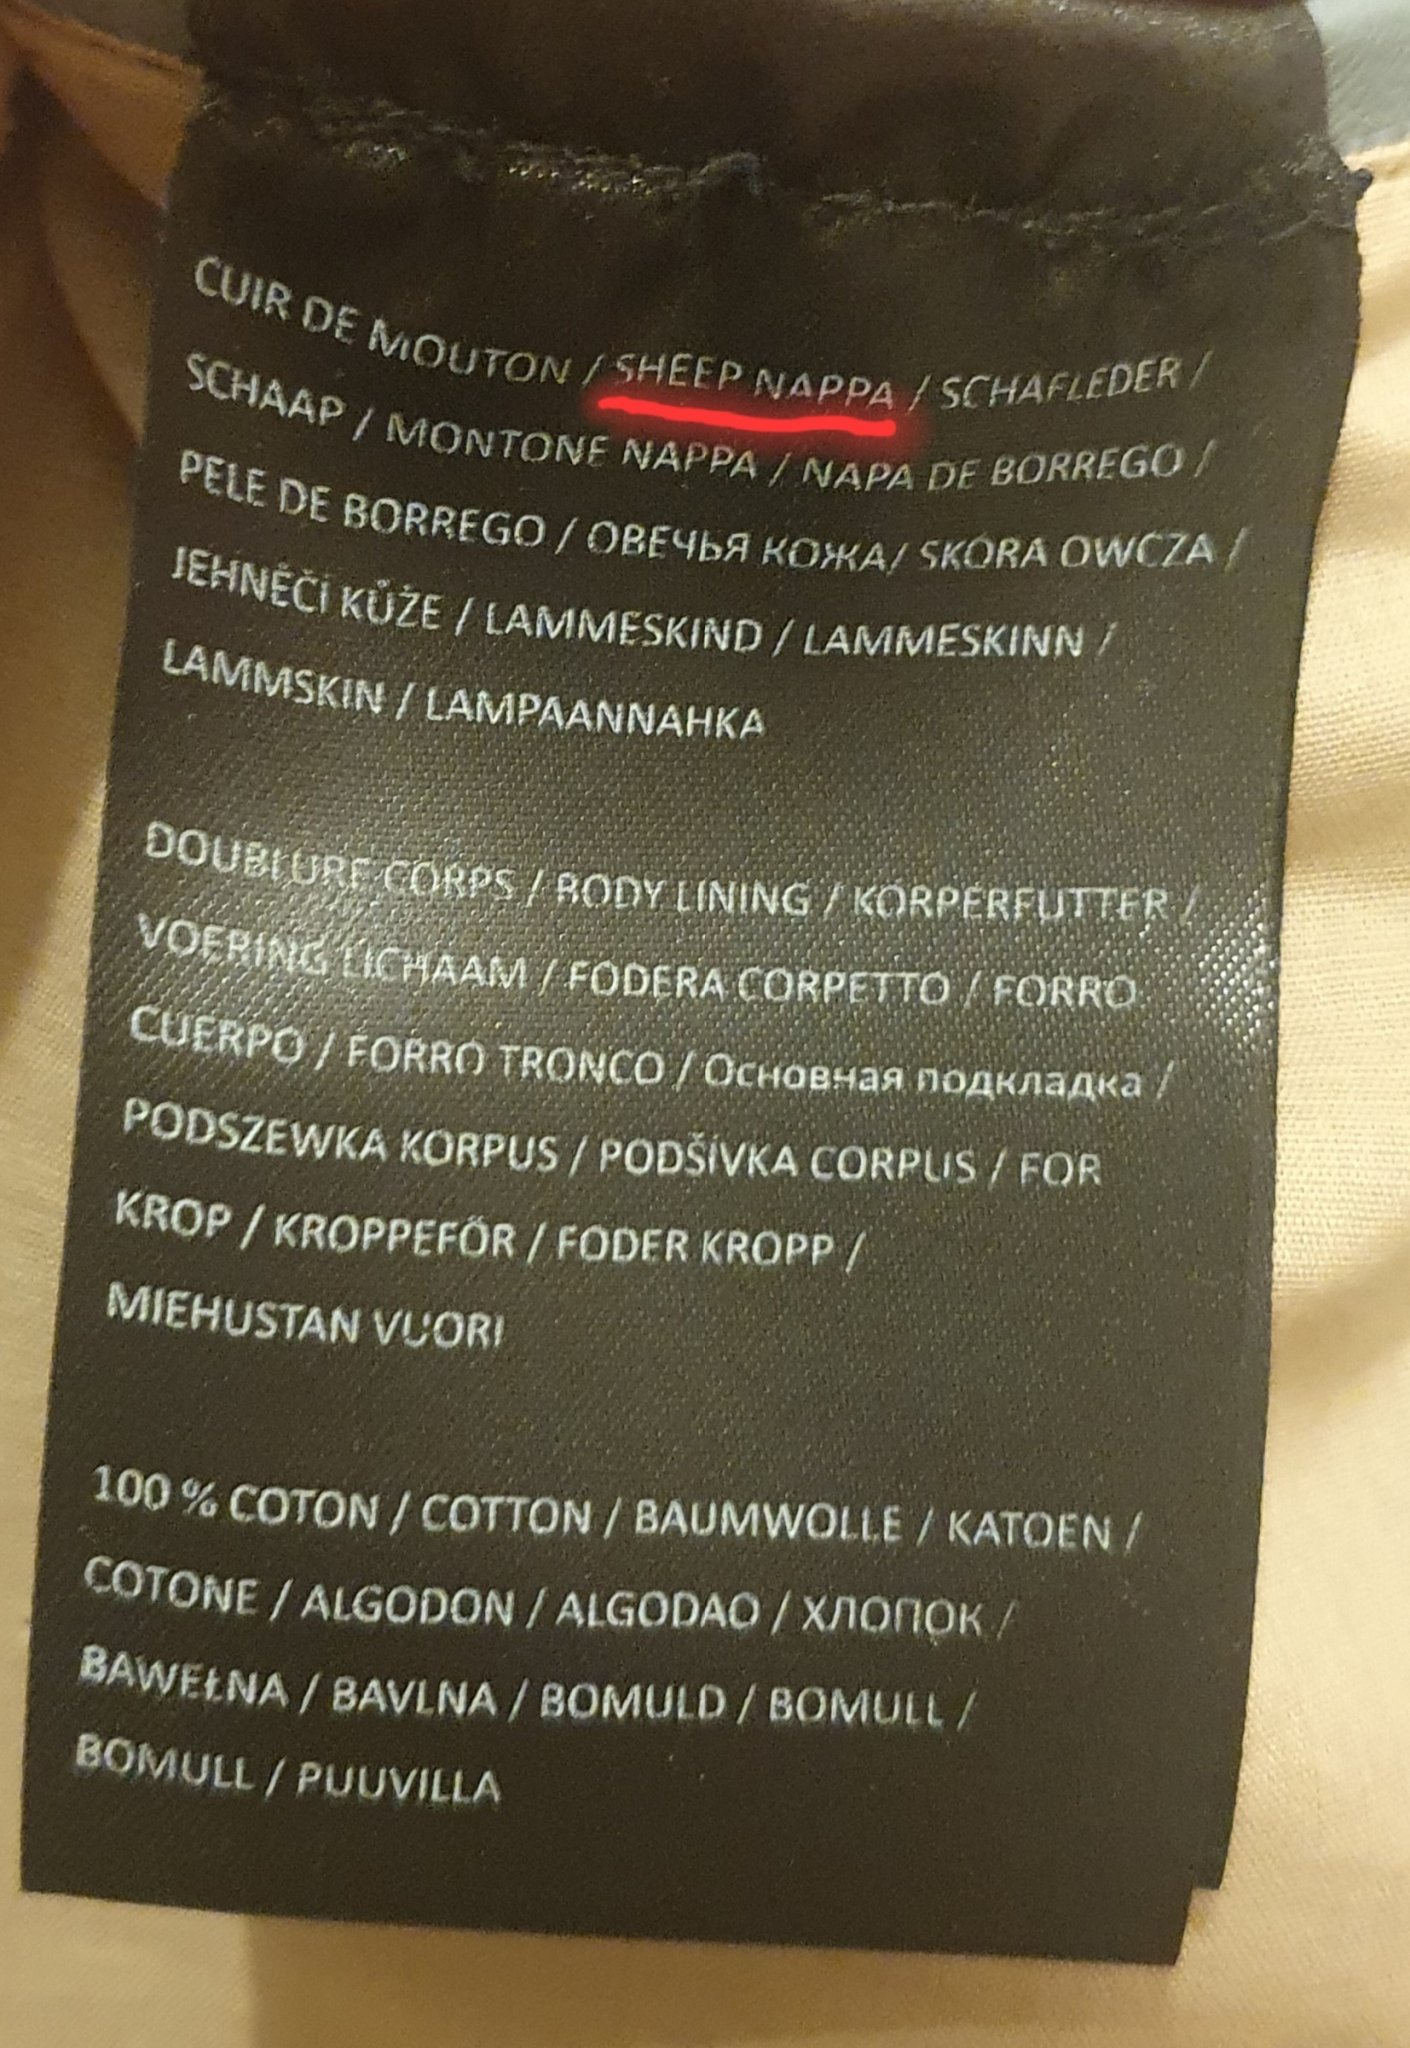 CUIR DE MOUTON / SHEEP NAPPA / SCHAFLEDER /
SCHAAP / MONTONE NAPPA / NAPA DE BORREGO /
PELE DE BORREGO / ОВЕЧЬЯ КОЖА/ SKÓRA OWCZA /
JEHNĚČÍ KŮŽE / LAMMESKIND / LAMMESKINN /
LAMMSKIN / LAMPAANNAHKA
DOUBLURE CORPS / BODY LINING / KÖRPERFUTTER /
VOERING LICHAAM / FODERA CORPETTO / FORRO
CUERPO / FORRO TRONCO / Основная подкладка /
PODSZEWKA KORPUS / PODŠÍVKA CORPUS / FOR
KROP / KROPPEFÖR / FODER KROPP /
MIEHUSTAN VUORI
100 % COTON / COTTON / BAUMWOLLE / KATOEN /
COTONE / ALGODON / ALGODAO / ХЛОПОК /
BAWEŁNA / BAVLNA / BOMULD / BOMULL /
BOMULL / PUUVILLA